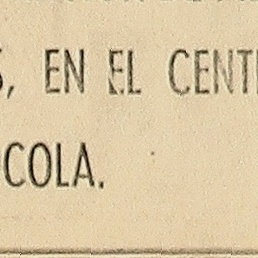 S, EN EL CENT
COLA.